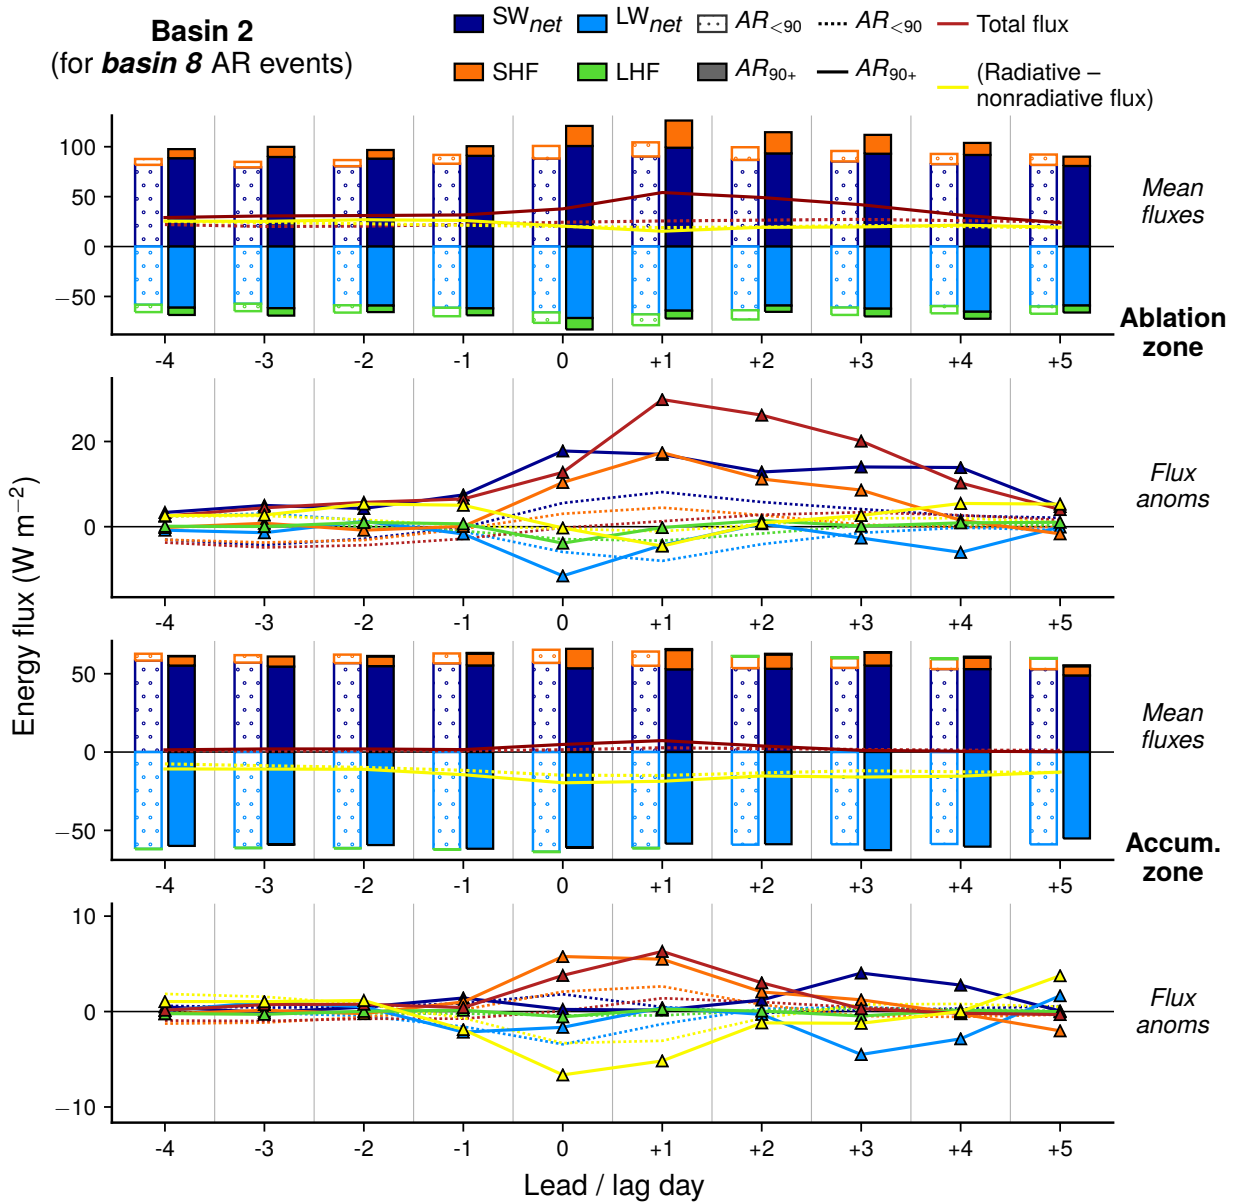 Basin 2
(for basin 8 AR events)
SWnet LWnet AR<90 AR<90 Total flux
SHF LHF AR90+ AR90+ (Radiative –
nonradiative flux)
100
50
0
−50
Mean
fluxes
-4 -3 -2 -1 0 +1 +2 +3 +4 +5
Ablation
zone
20
0
Flux
anoms
-4 -3 -2 -1 0 +1 +2 +3 +4 +5
Energy flux (W m−2)
50
0
−50
Mean
fluxes
-4 -3 -2 -1 0 +1 +2 +3 +4 +5
Accum.
zone
10
0
−10
Flux
anoms
-4 -3 -2 -1 0 +1 +2 +3 +4 +5
Lead / lag day